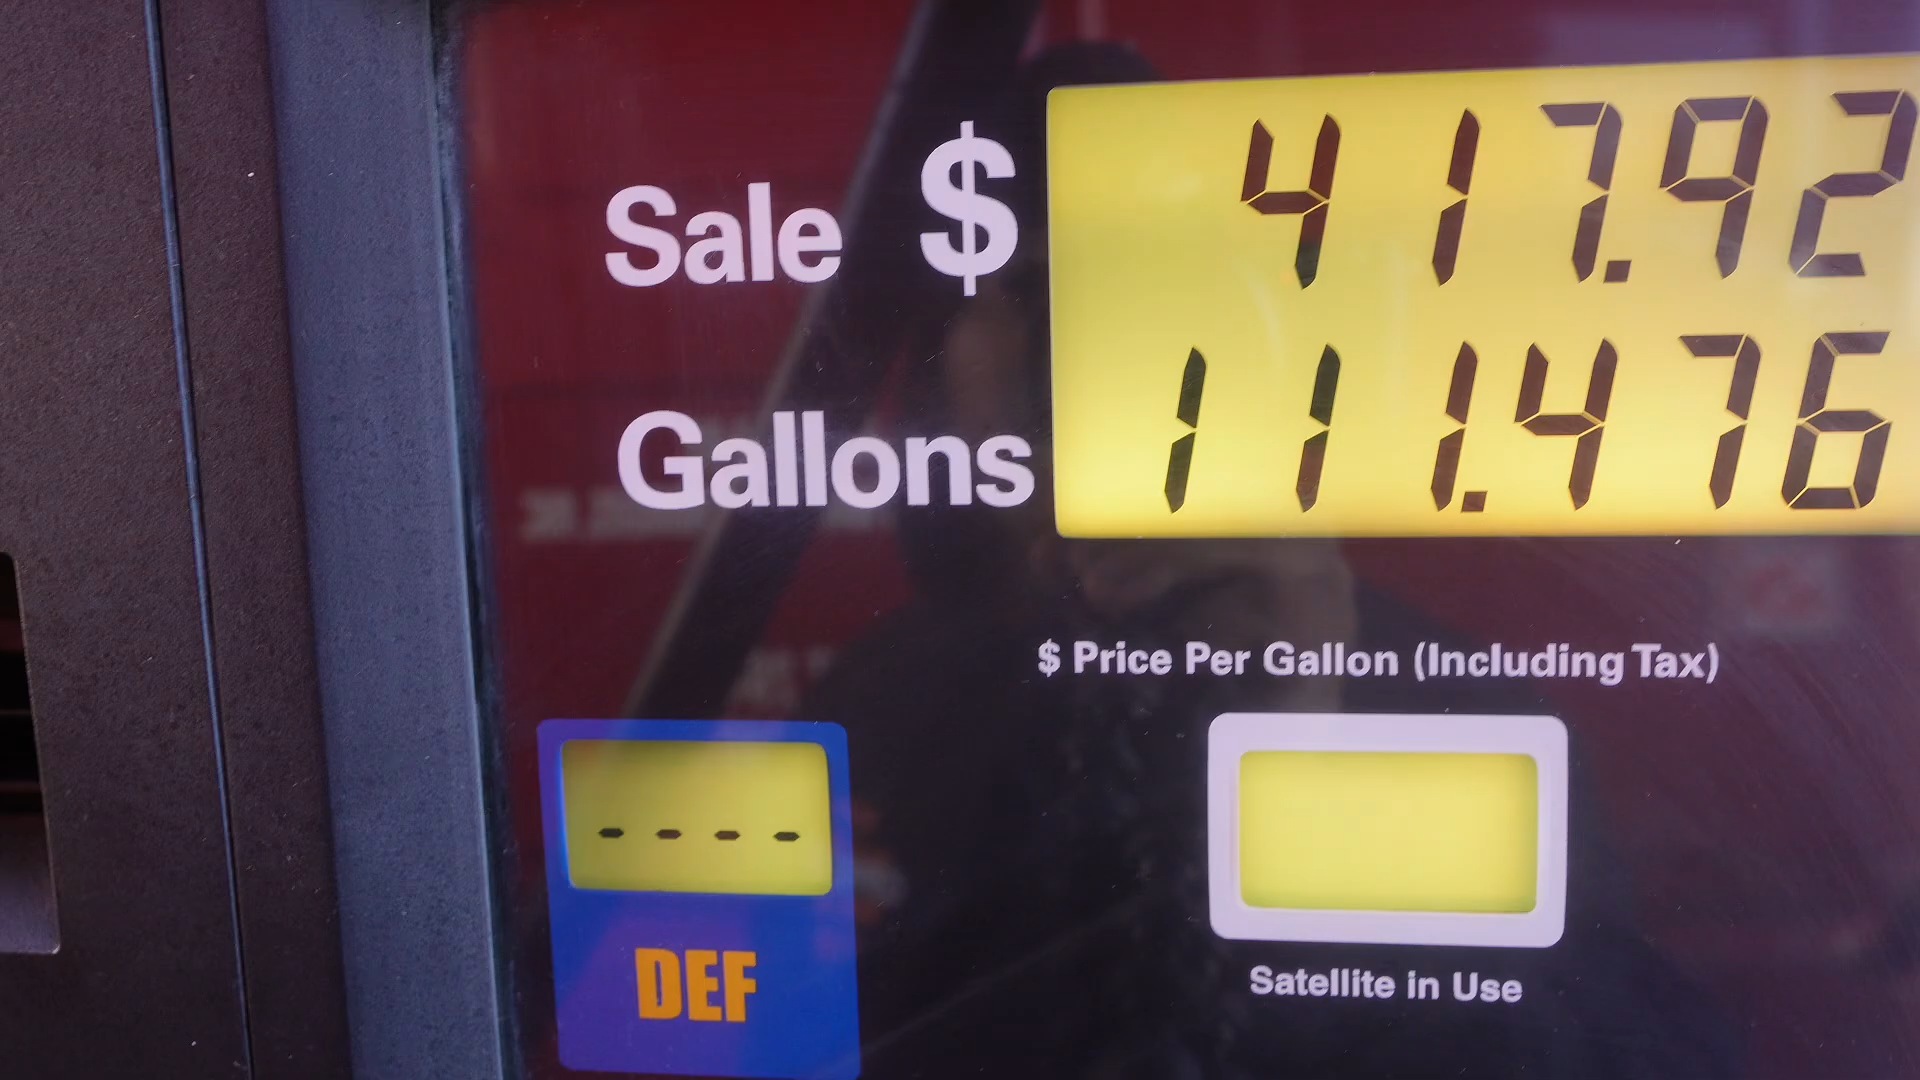 Sale $ 417.92
Gallons 111.476
$ Price Per Gallon (Including Tax)
- - - -
DEF
Satellite in Use